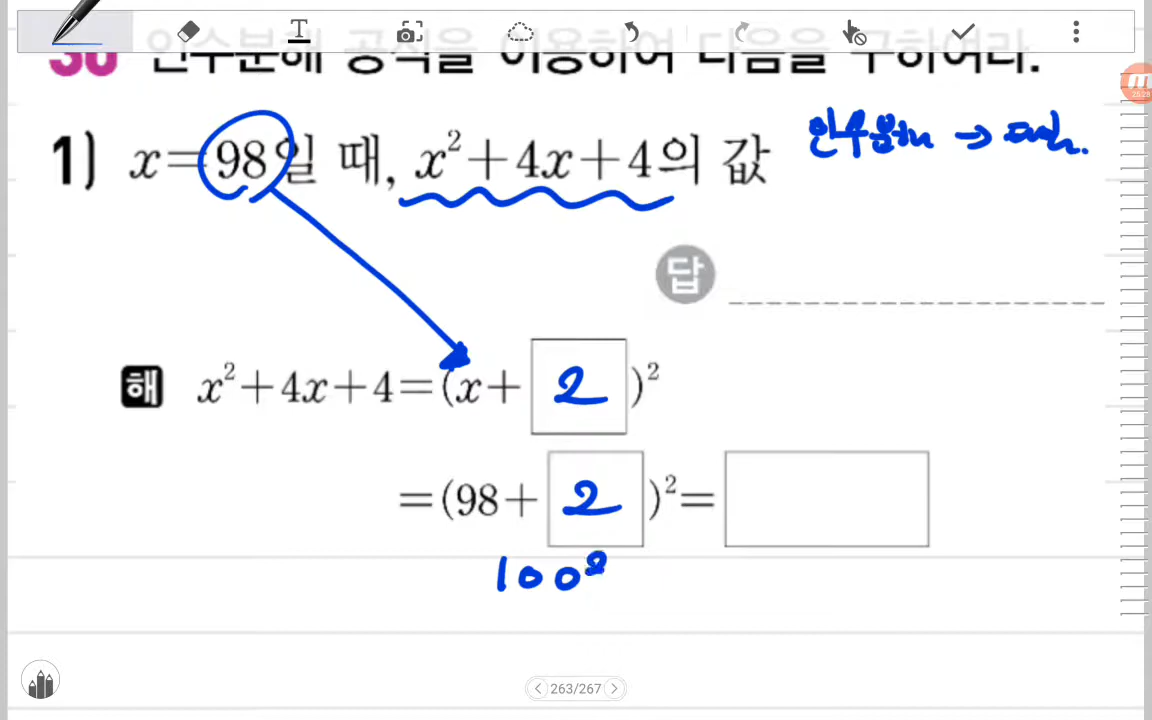 30 인수분해 공식을 이용하여 다음을 구하여라.
1) x=98일 때, x²+4x+4의 값
인수분해 →
답
해 x²+4x+4=(x+ 2 )²
=(98+ 2 )²=
100²
263/267